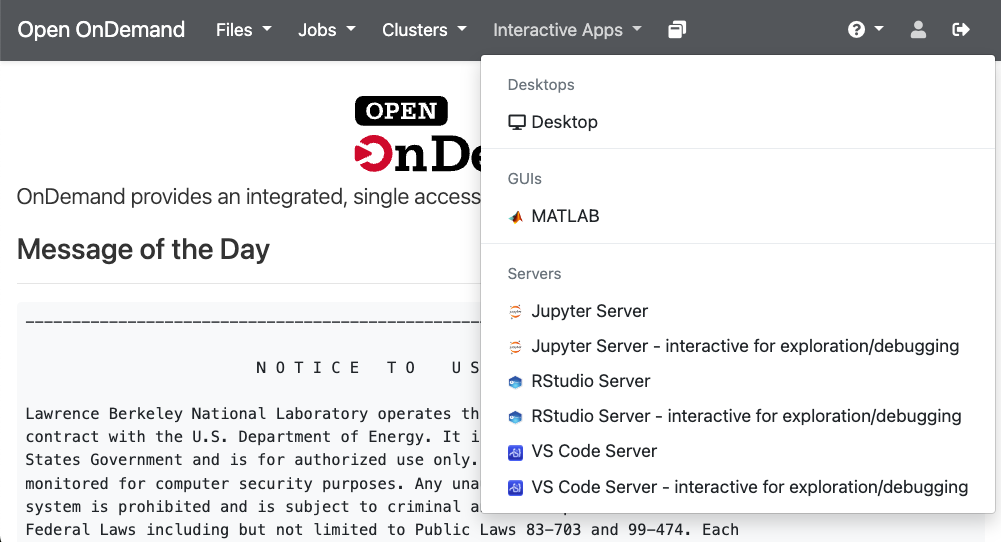 Open OnDemand Files Jobs Clusters Interactive Apps
Desktops
Desktop
GUIs
MATLAB
Servers
Jupyter Server
Jupyter Server - interactive for exploration/debugging
RStudio Server
RStudio Server - interactive for exploration/debugging
VS Code Server
VS Code Server - interactive for exploration/debugging
OPEN
OnDe
OnDemand provides an integrated, single access
Message of the Day
N O T I C E   T O   U S
Lawrence Berkeley National Laboratory operates th
contract with the U.S. Department of Energy. It i
States Government and is for authorized use only.
monitored for computer security purposes. Any una
system is prohibited and is subject to criminal a
Federal Laws including but not limited to Public Laws 83-703 and 99-474. Each